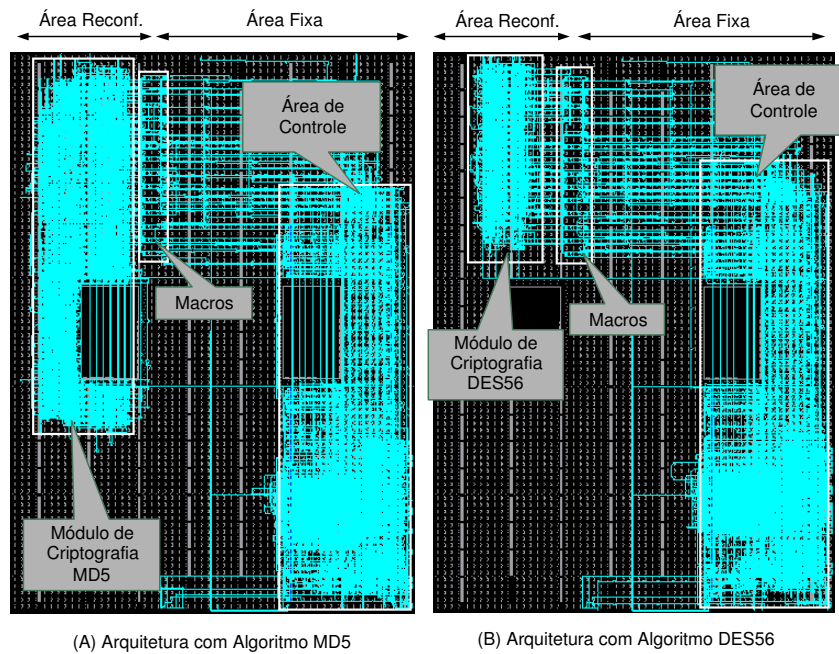 Área Reconf.
Área Fixa
Área de
Controle
Macros
Módulo de
Criptografia
MD5
(A) Arquitetura com Algoritmo MD5
Área Reconf.
Área Fixa
Área de
Controle
Macros
Módulo de
Criptografia
DES56
(B) Arquitetura com Algoritmo DES56